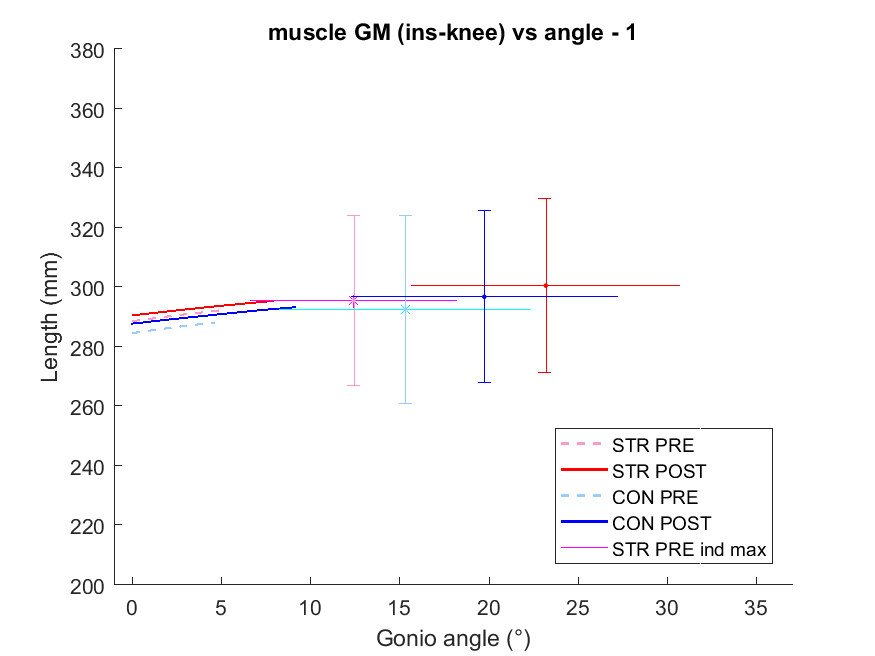 muscle GM (ins-knee) vs angle - 1
380
360
340
320
300
280
260
240
220
200
Length (mm)
0 5 10 15 20 25 30 35
Gonio angle (°)
STR PRE
STR POST
CON PRE
CON POST
STR PRE ind max